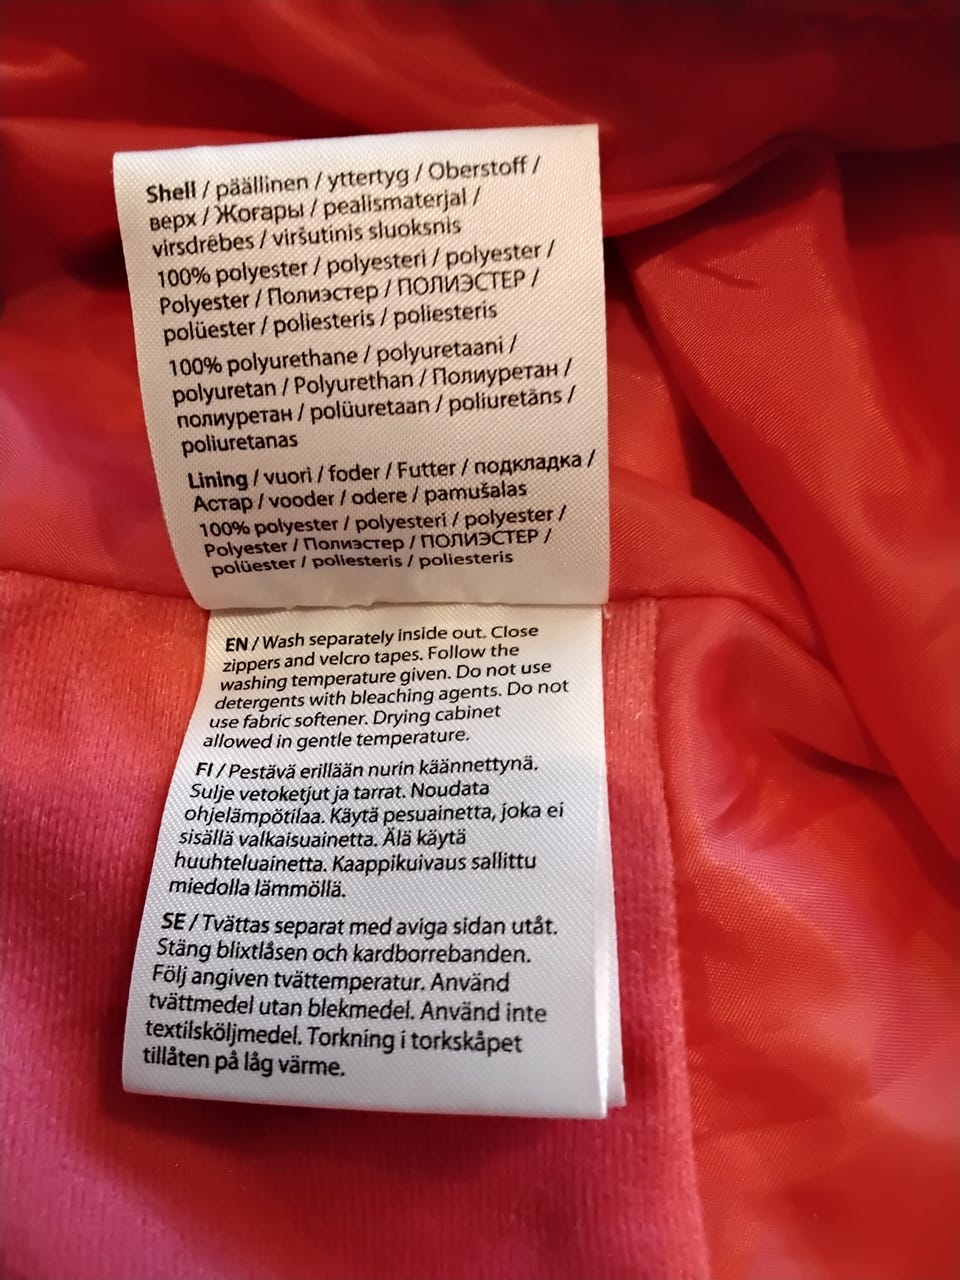 Shell / päällinen / yttertyg / Oberstoff /
верх / Жоғары / pealismaterjal /
virsdrēbes / viršutinis sluoksnis
100% polyester / polyesteri / polyester /
Polyester / Полиэстер / ПОЛИЭСТЕР /
polüester / poliesteris / poliesteris
100% polyurethane / polyuretaani /
polyuretan / Polyurethan / Полиуретан /
полиуретан / polüuretaan / poliuretāns /
poliuretanas
Lining / vuori / foder / Futter / подкладка /
Астар / vooder / odere / pamušalas
100% polyester / polyesteri / polyester /
Polyester / Полиэстер / ПОЛИЭСТЕР /
polüester / poliesteris / poliesteris
EN / Wash separately inside out. Close
zippers and velcro tapes. Follow the
washing temperature given. Do not use
detergents with bleaching agents. Do not
use fabric softener. Drying cabinet
allowed in gentle temperature.
FI / Pestävä erillään nurin käännettynä.
Sulje vetoketjut ja tarrat. Noudata
ohjelämpötilaa. Käytä pesuainetta, joka ei
sisällä valkaisuainetta. Älä käytä
huuhteluainetta. Kaappikuivaus sallittu
miedolla lämmöllä.
SE / Tvättas separat med aviga sidan utåt.
Stäng blixtlåsen och kardborrebanden.
Följ angiven tvättemperatur. Använd
tvättmedel utan blekmedel. Använd inte
textilsköljmedel. Torkning i torkskåpet
tillåten på låg värme.